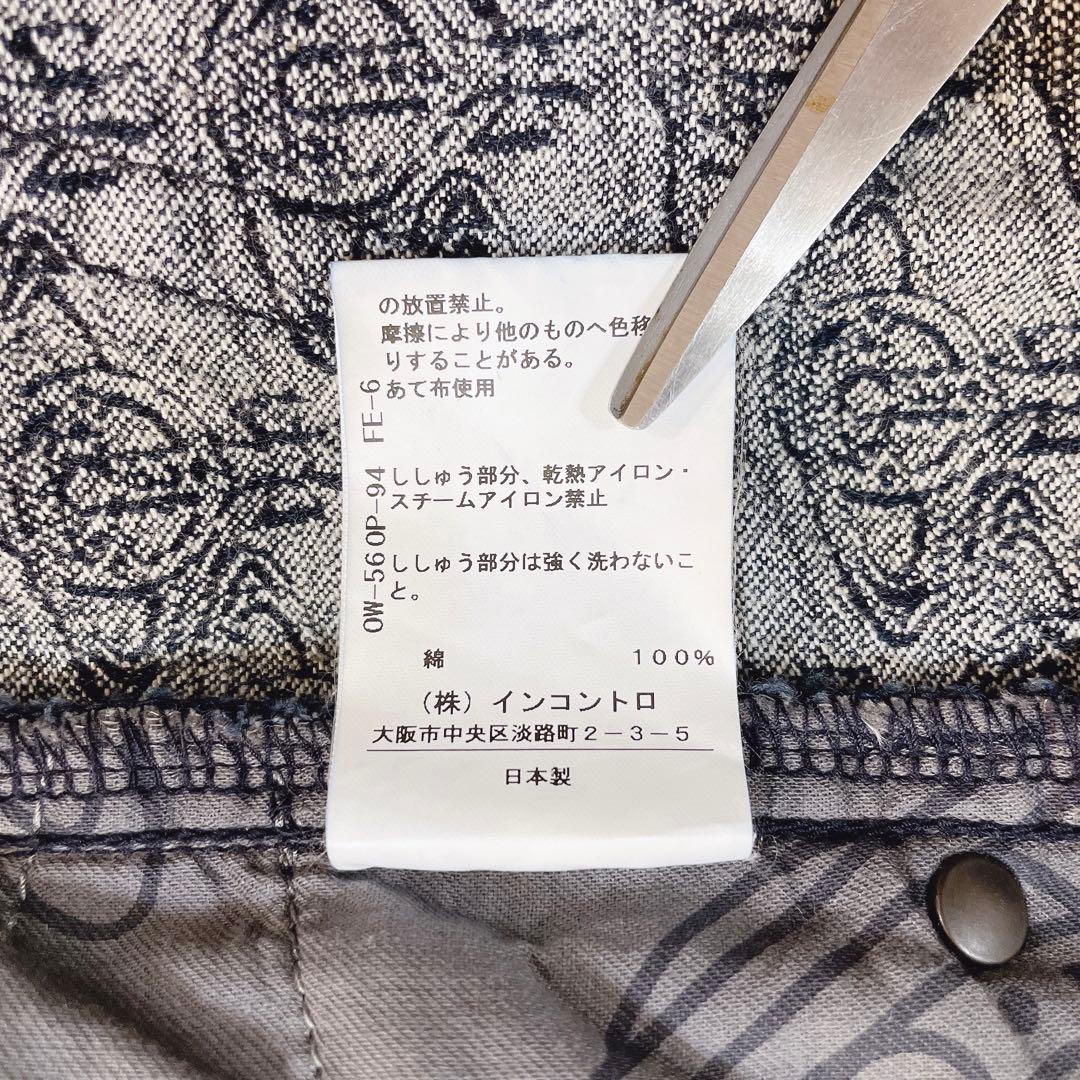 の放置禁止。
摩擦により他のものへ色移
りすることがある。
あて布使用
ししゅう部分、乾熱アイロン・
スチームアイロン禁止
ししゅう部分は強く洗わないこ
と。
OW-560P-94 FE-6
綿 100%
(株)インコントロ
大阪市中央区淡路町2-3-5
日本製